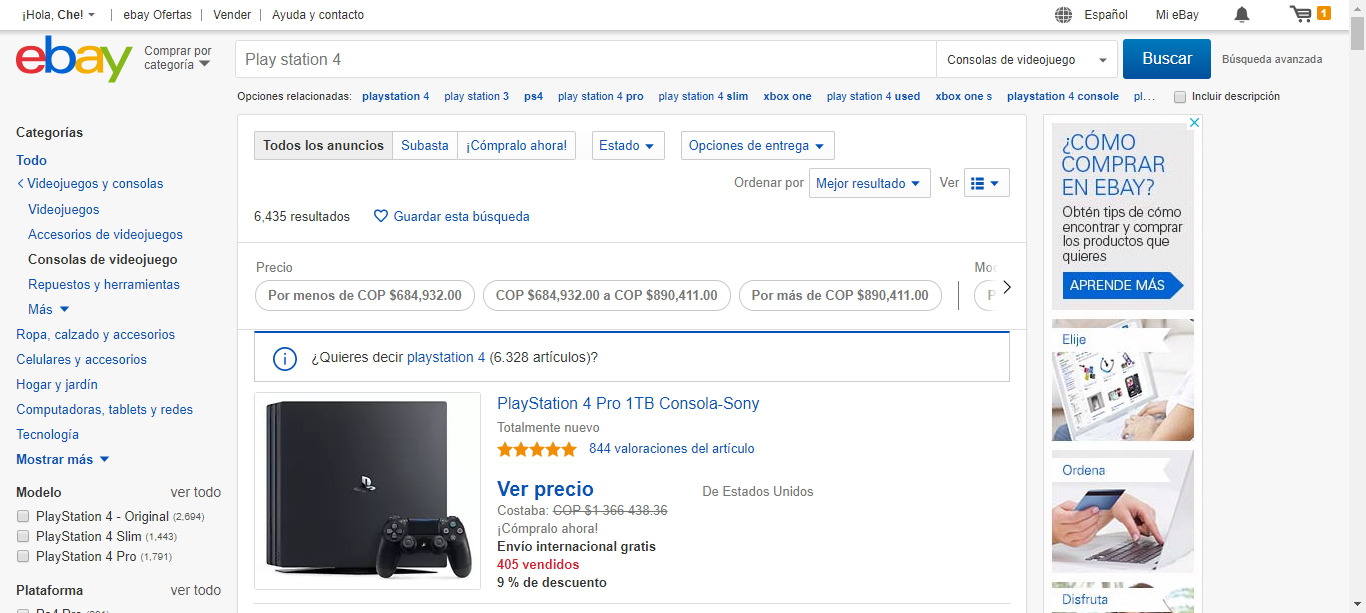 ¡Hola, Che!
ebay Ofertas
Vender
Ayuda y contacto
Español
Mi eBay
1
ebay
Comprar por
categoría
Play station 4
Consolas de videojuego
Buscar
Búsqueda avanzada
Opciones relacionadas: playstation 4 play station 3 ps4 play station 4 pro play station 4 slim xbox one play station 4 used xbox one s playstation 4 console pl...
Incluir descripción
Categorías
Todo
Videojuegos y consolas
Videojuegos
Accesorios de videojuegos
Consolas de videojuego
Repuestos y herramientas
Más
Ropa, calzado y accesorios
Celulares y accesorios
Hogar y jardín
Computadoras, tablets y redes
Tecnología
Mostrar más
Modelo ver todo
PlayStation 4 - Original (2,694)
PlayStation 4 Slim (1,443)
PlayStation 4 Pro (1,791)
Plataforma ver todo
Todos los anuncios
Subasta
¡Cómpralo ahora!
Estado
Opciones de entrega
Ordenar por Mejor resultado
Ver
6,435 resultados
Guardar esta búsqueda
Precio
Por menos de COP $684,932.00
COP $684,932.00 a COP $890,411.00
Por más de COP $890,411.00
¿Quieres decir playstation 4 (6.328 artículos)?
PlayStation 4 Pro 1TB Consola-Sony
Totalmente nuevo
844 valoraciones del artículo
Ver precio
De Estados Unidos
Costaba: COP $1 366 438.36
¡Cómpralo ahora!
Envío internacional gratis
405 vendidos
9 % de descuento
¿CÓMO
COMPRAR
EN EBAY?
Obtén tips de cómo
encontrar y comprar
los productos que
quieres
APRENDE MÁS
Elije
Ordena
Disfruta